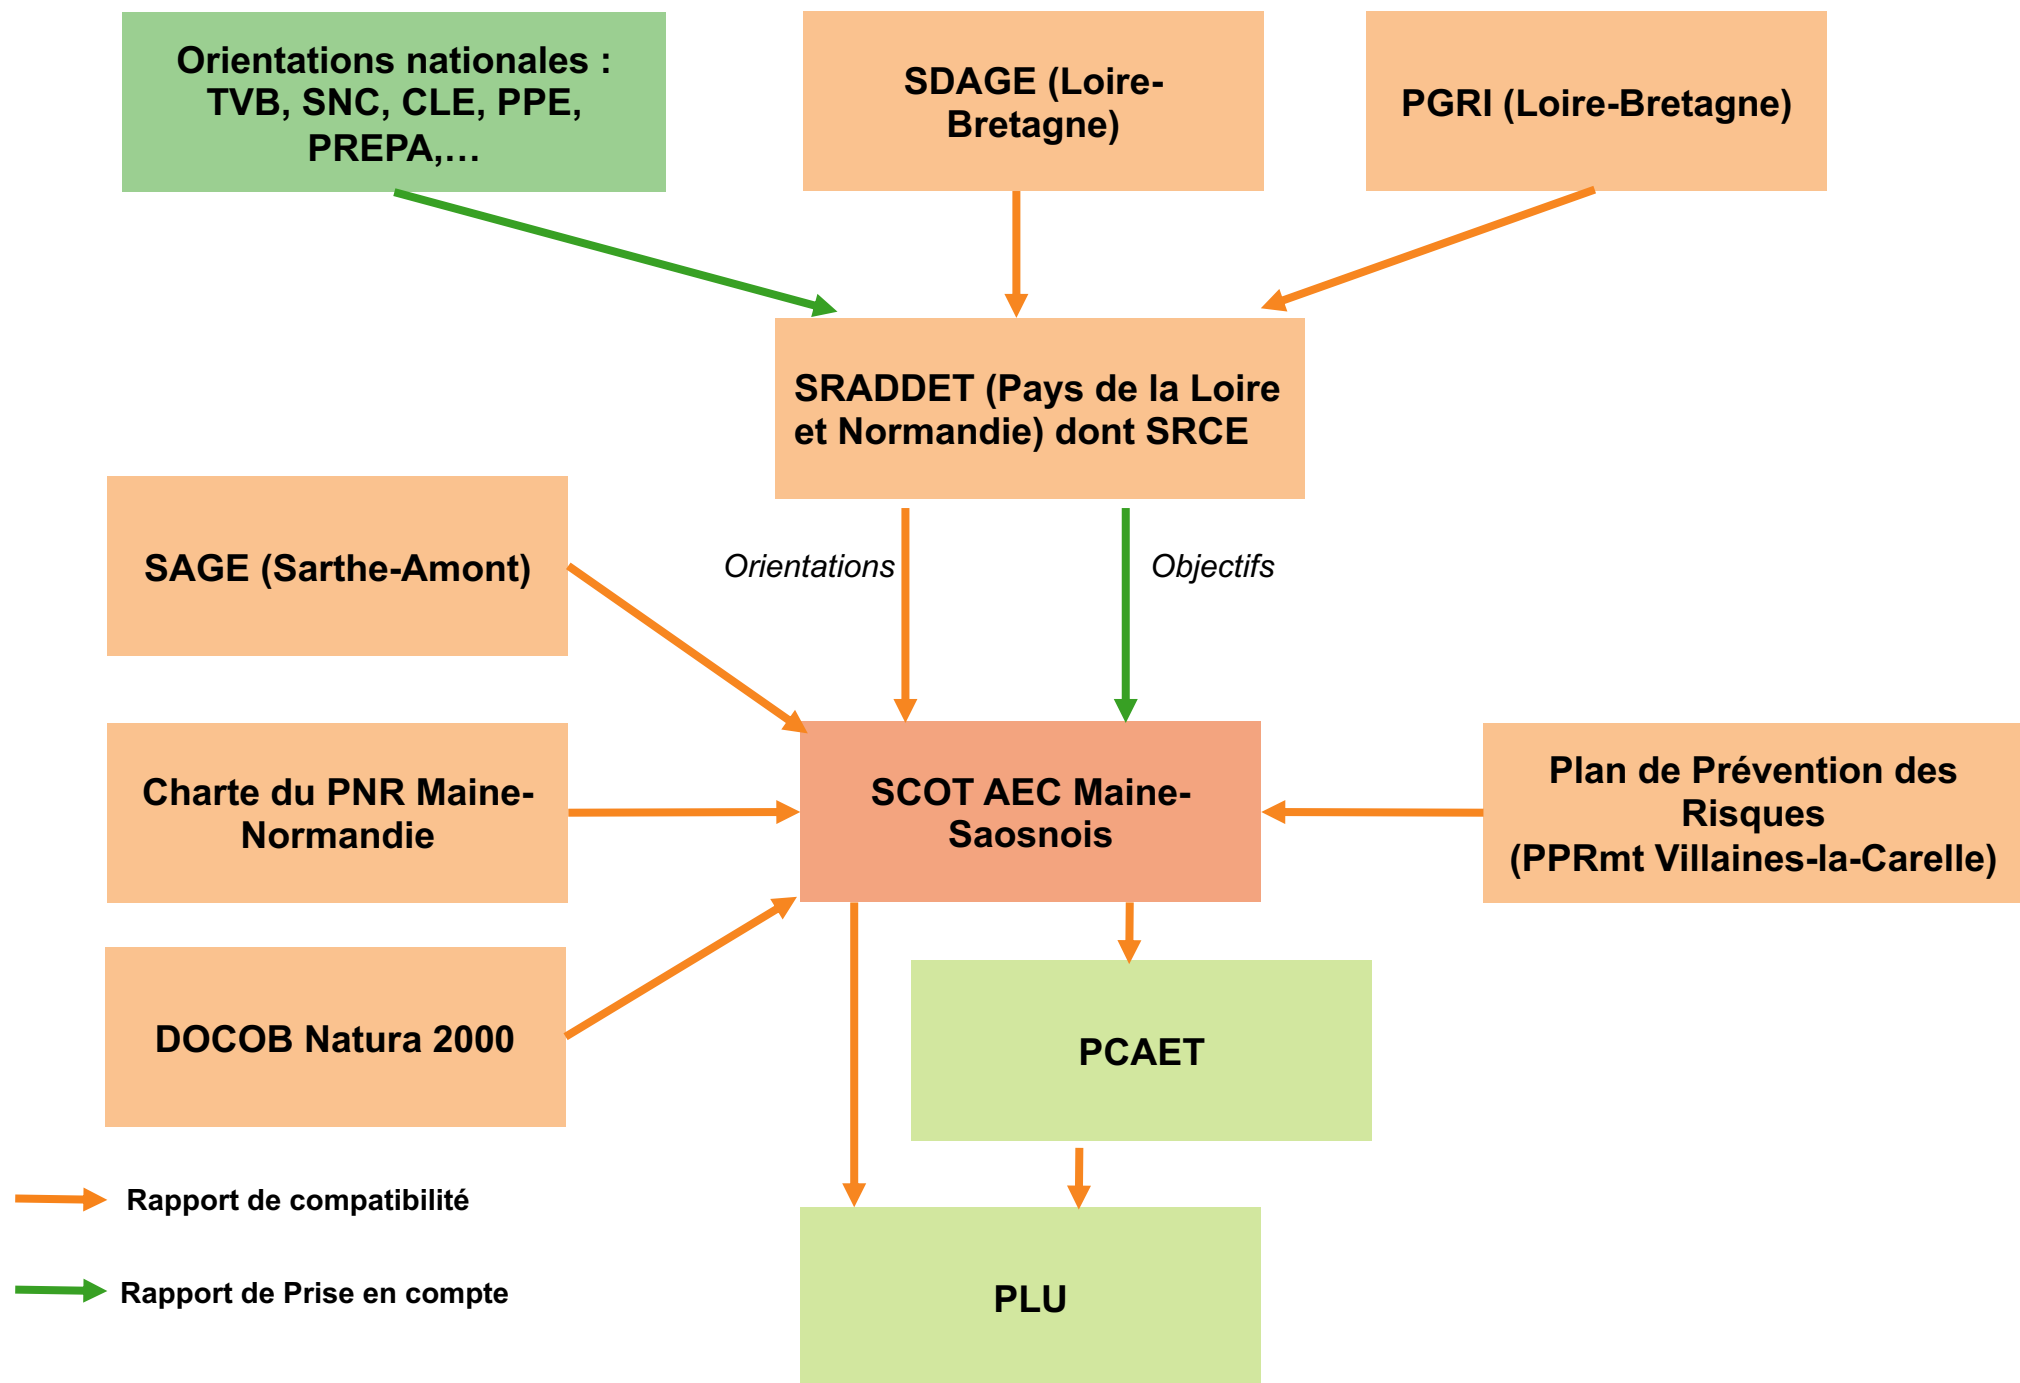 Orientations nationales :
TVB, SNC, CLE, PPE,
PREPA,…
SDAGE (Loire-
Bretagne)
PGRI (Loire-Bretagne)
SRADDET (Pays de la Loire
et Normandie) dont SRCE
SAGE (Sarthe-Amont)
Orientations
Objectifs
Charte du PNR Maine-
Normandie
SCOT AEC Maine-
Saosnois
Plan de Prévention des
Risques
(PPRmt Villaines-la-Carelle)
DOCOB Natura 2000
PCAET
Rapport de compatibilité
Rapport de Prise en compte
PLU